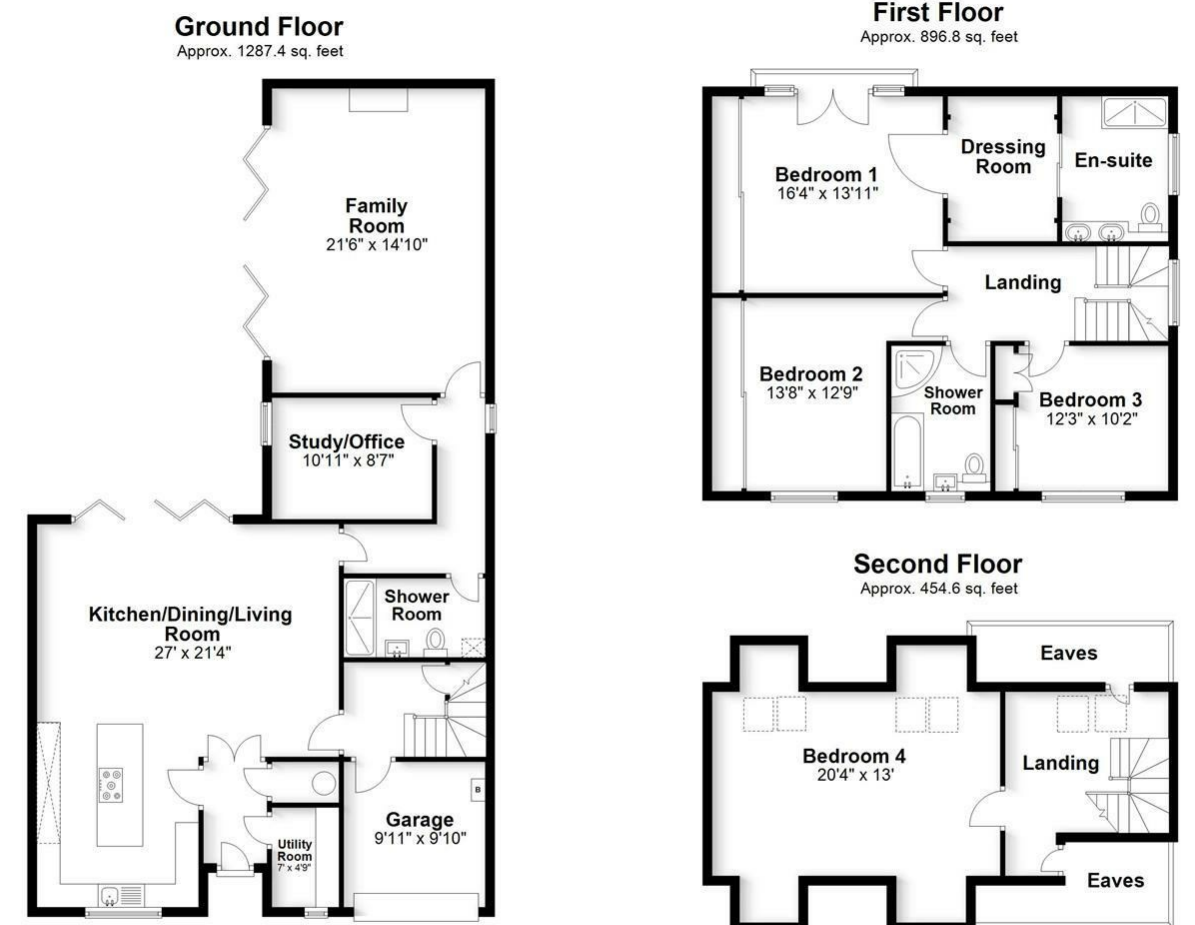 Ground Floor
Approx. 1287.4 sq. feet
Family
Room
21'6" x 14'10"
Study/Office
10'11" x 8'7"
Kitchen/Dining/Living
Room
27' x 21'4"
Shower
Room
Garage
9'11" x 9'10"
B
Utility
Room
7' x 4'9"
First Floor
Approx. 896.8 sq. feet
Bedroom 1
16'4" x 13'11"
Dressing
Room
En-suite
Landing
Bedroom 2
13'8" x 12'9"
Shower
Room
Bedroom 3
12'3" x 10'2"
Second Floor
Approx. 454.6 sq. feet
Eaves
Bedroom 4
20'4" x 13'
Landing
Eaves